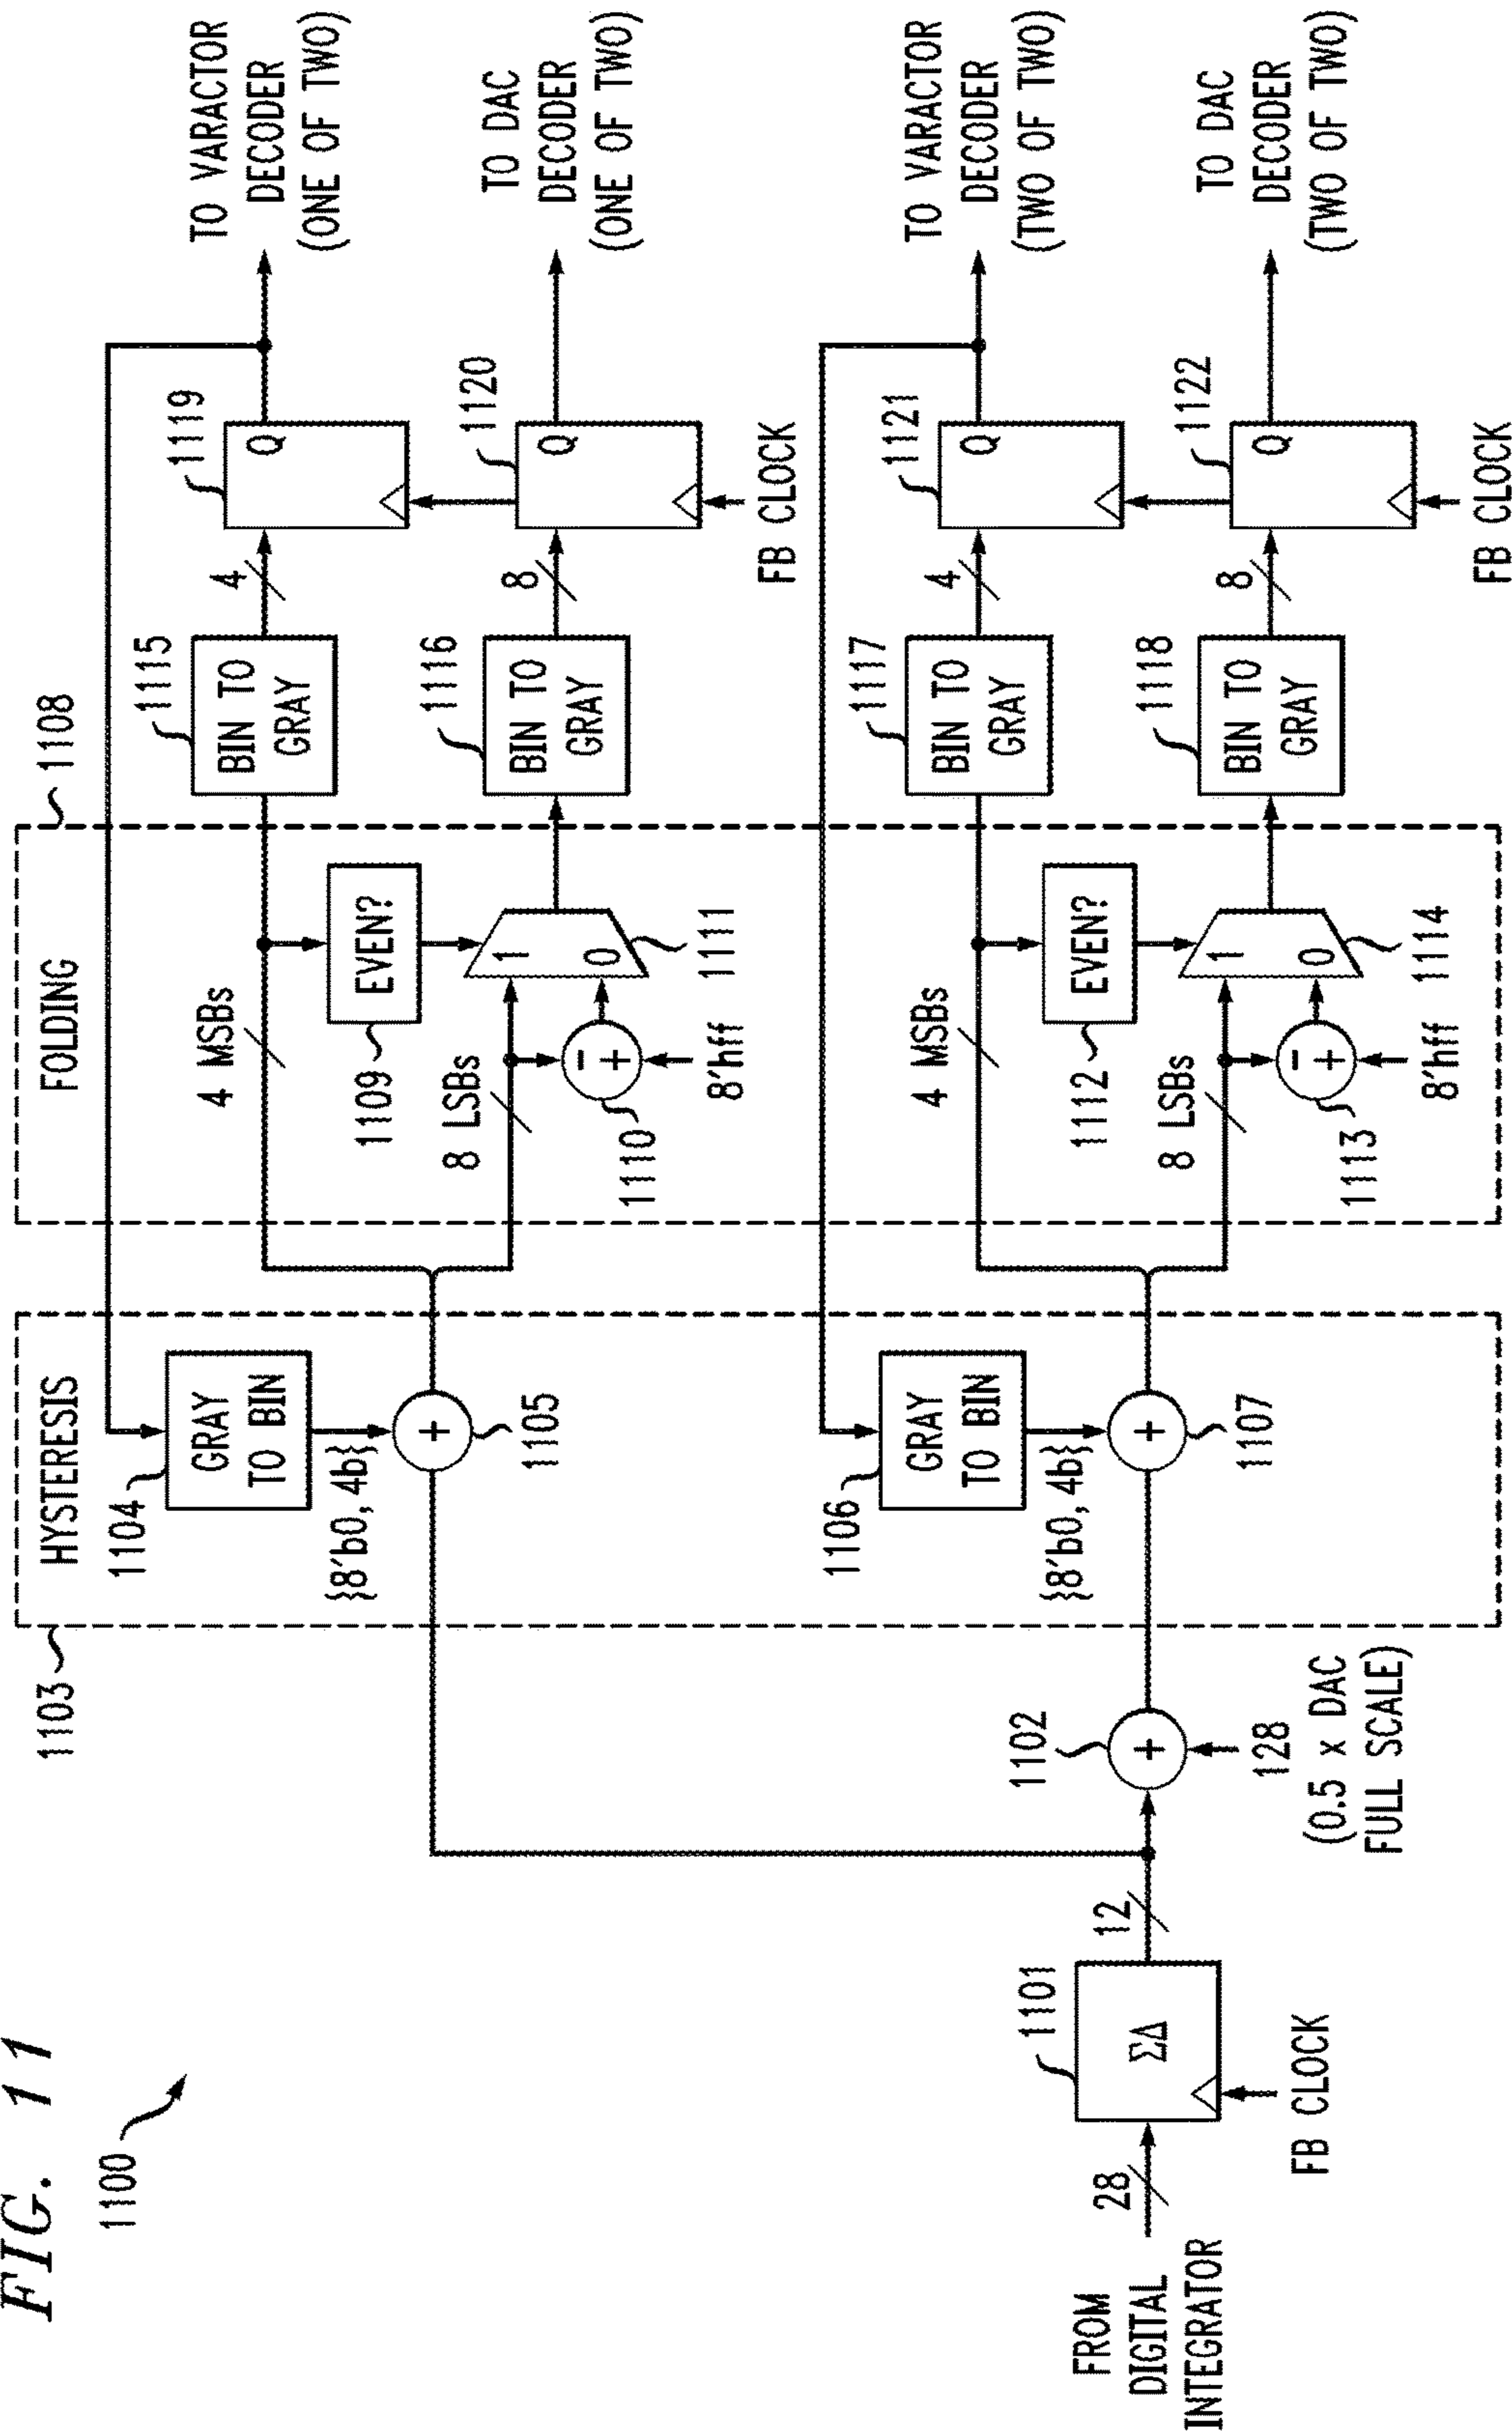 FIG. 11
1100
FROM
DIGITAL
INTEGRATOR
28
1101
ΣΔ
FB CLOCK
12
1102
+
128
(0.5 x DAC
FULL SCALE)
1103
HYSTERESIS
1104
GRAY
TO BIN
}8'b0, 4b}
+
1105
1106
GRAY
TO BIN
}8'b0, 4b}
+
1107
FOLDING
1108
4 MSBs
1109
EVEN?
8 LSBs
1110
-
+
8'hff
1
0
1111
4 MSBs
1112
EVEN?
8 LSBs
1113
-
+
8'hff
1
0
1114
1115
BIN TO
GRAY
4
1116
BIN TO
GRAY
8
1117
BIN TO
GRAY
4
1118
BIN TO
GRAY
8
1119
Q
1120
Q
FB CLOCK
1121
Q
1122
Q
FB CLOCK
TO VARACTOR
DECODER
(ONE OF TWO)
TO DAC
DECODER
(ONE OF TWO)
TO VARACTOR
DECODER
(TWO OF TWO)
TO DAC
DECODER
(TWO OF TWO)